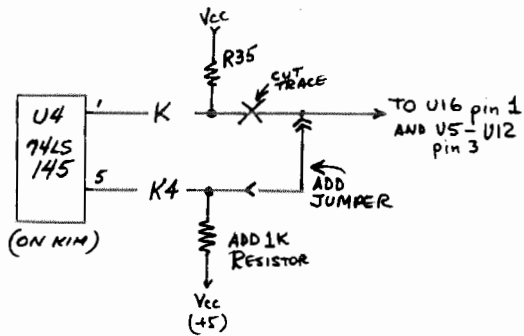 Vcc
R35
CUT
TRACE
U4
74LS
145
1
K
TO U16 pin 1
AND U5-U12
pin 3
5
K4
ADD
JUMPER
(ON KIM)
ADD 1K
RESISTOR
Vcc
(+5)